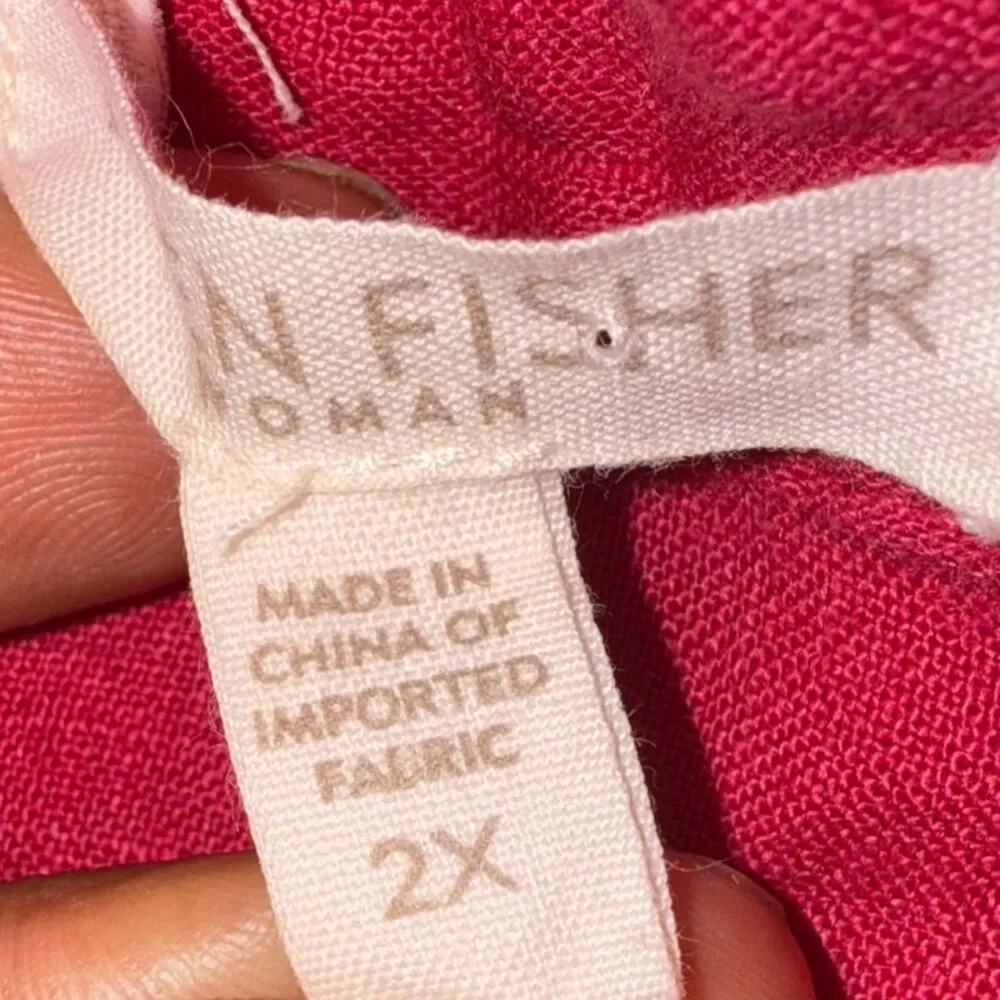 N FISHER
OMAN
MADE IN
CHINA OF
IMPORTED
FABRIC
2X